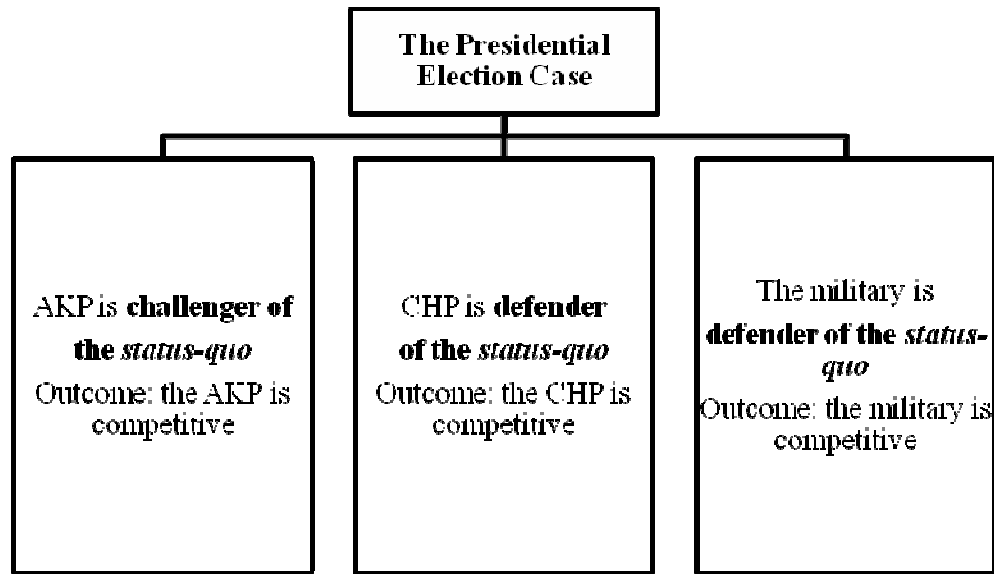 The Presidential
Election Case
AKP is challenger of
the status-quo
Outcome: the AKP is
competitive
CHP is defender
of the status-quo
Outcome: the CHP is
competitive
The military is
defender of the status-
quo
Outcome: the military is
competitive